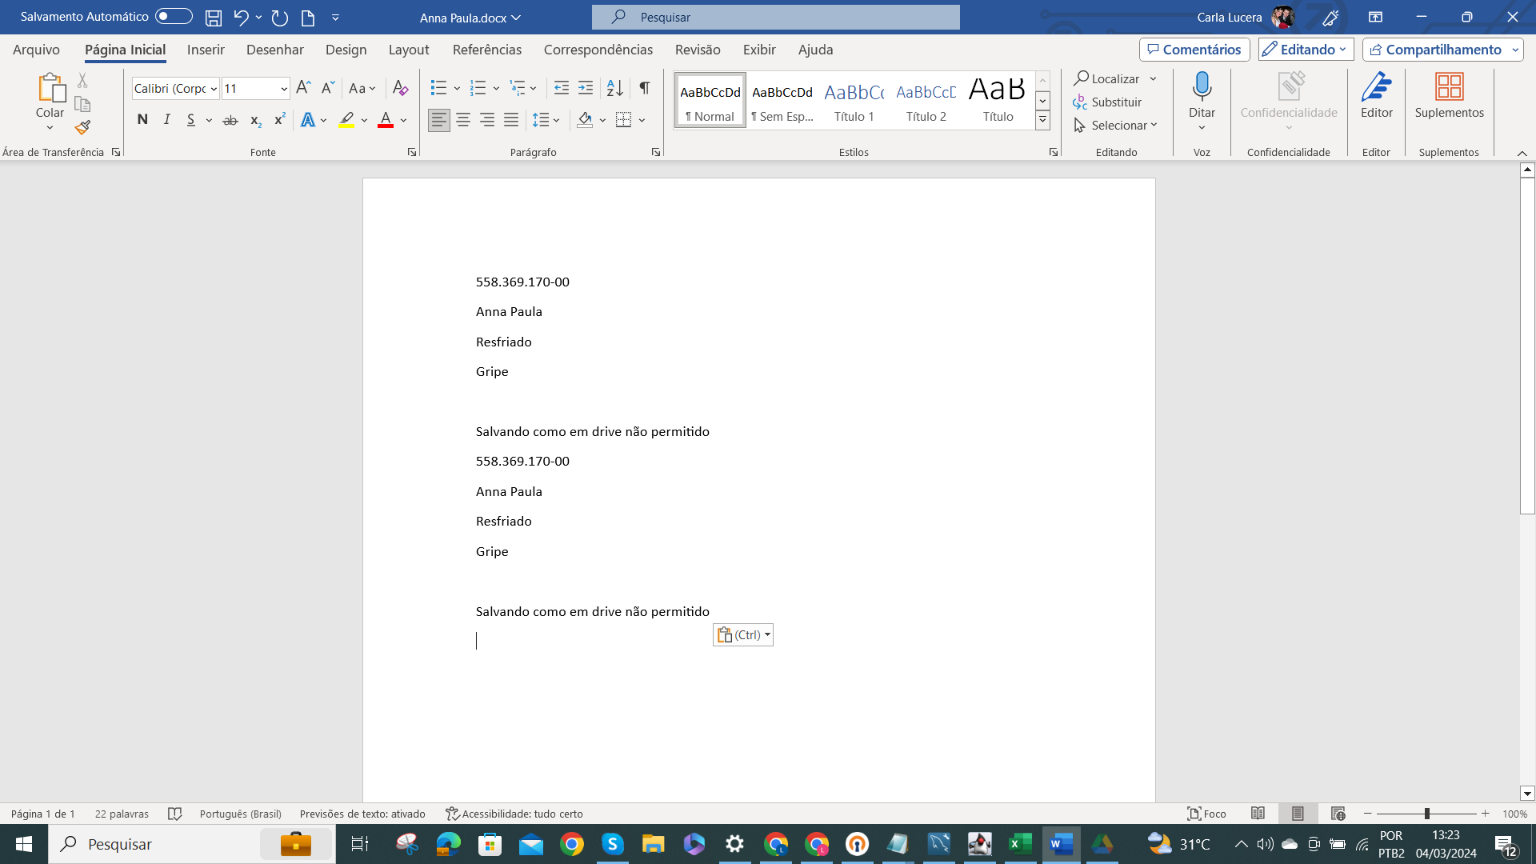 Salvamento Automático
Anna Paula.docx
Pesquisar
Carla Lucera
Arquivo
Página Inicial
Inserir
Desenhar
Design
Layout
Referências
Correspondências
Revisão
Exibir
Ajuda
Comentários
Editando
Compartilhamento
Colar
Área de Transferência
Calibri (Corpc
11
Aa
N I S ab x₂ x²
A
A
Fonte
Parágrafo
AaBbCcDd
¶ Normal
AaBbCcDd
¶ Sem Esp...
AaBbC(
Título 1
AaBbCcD
Título 2
AaB
Título
Estilos
Localizar
Substituir
Selecionar
Editando
Ditar
Voz
Confidencialidade
Confidencialidade
Editor
Editor
Suplementos
Suplementos
558.369.170-00
Anna Paula
Resfriado
Gripe
Salvando como em drive não permitido
558.369.170-00
Anna Paula
Resfriado
Gripe
Salvando como em drive não permitido
(Ctrl)
Página 1 de 1
22 palavras
Português (Brasil)
Previsões de texto: ativado
Acessibilidade: tudo certo
Foco
100%
Pesquisar
31°C
POR
PTB2
13:23
04/03/2024
12